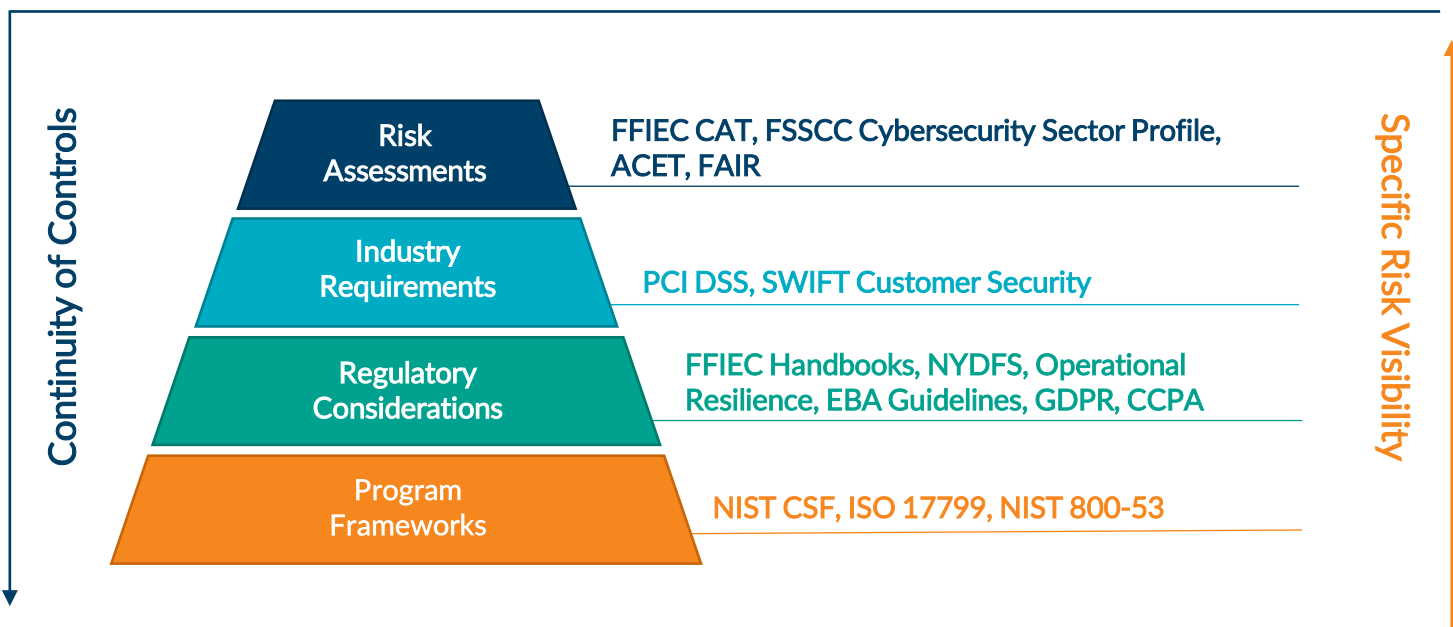 Continuity of Controls
Risk
Assessments
FFIEC CAT, FSSCC Cybersecurity Sector Profile,
ACET, FAIR
Industry
Requirements
PCI DSS, SWIFT Customer Security
Regulatory
Considerations
FFIEC Handbooks, NYDFS, Operational
Resilience, EBA Guidelines, GDPR, CCPA
Program
Frameworks
NIST CSF, ISO 17799, NIST 800-53
Specific Risk Visibility